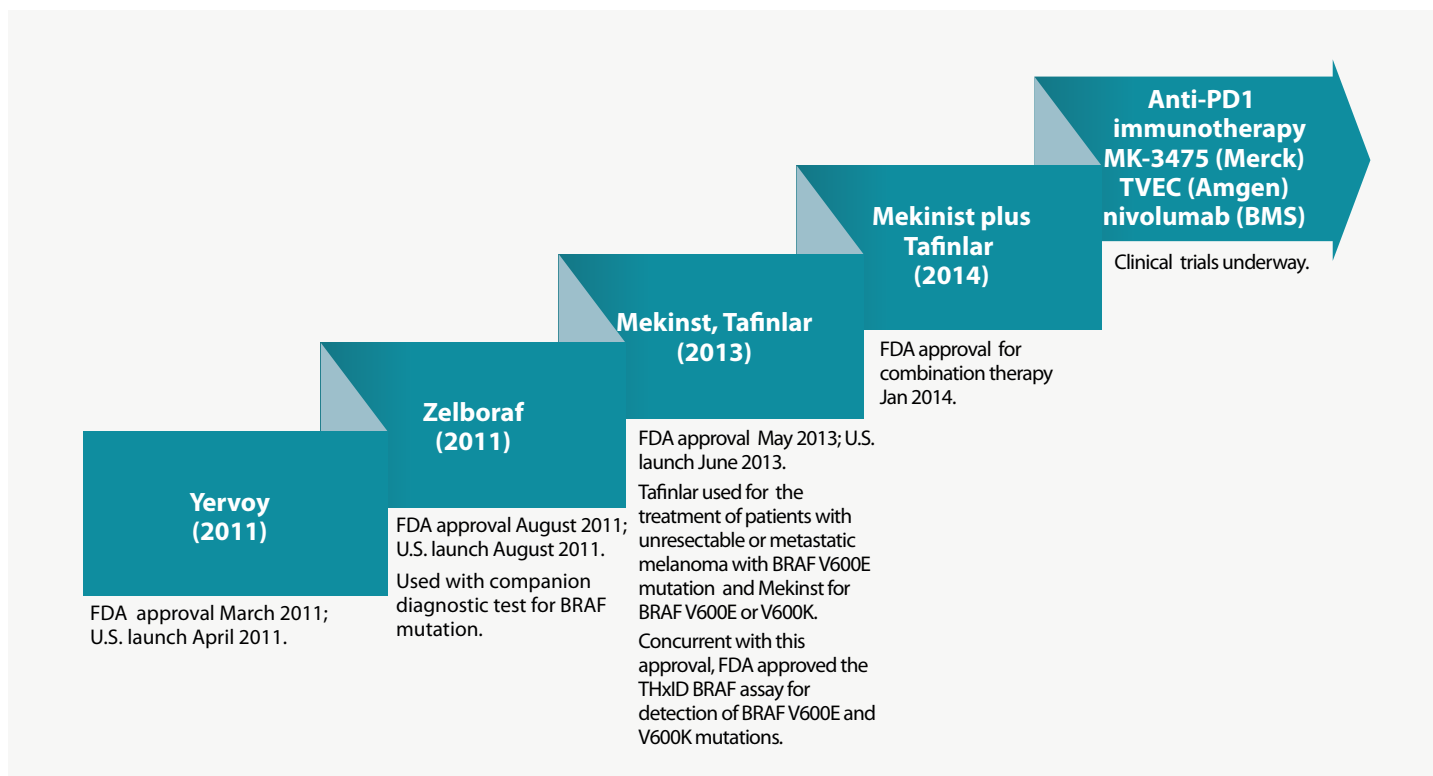 Yervoy
(2011)
FDA approval March 2011;
U.S. launch April 2011.
Zelboraf
(2011)
FDA approval August 2011;
U.S. launch August 2011.
Used with companion
diagnostic test for BRAF
mutation.
Mekinst, Tafinlar
(2013)
FDA approval May 2013; U.S.
launch June 2013.
Tafinlar used for the
treatment of patients with
unresectable or metastatic
melanoma with BRAF V600E
mutation and Mekinst for
BRAF V600E or V600K.
Concurrent with this
approval, FDA approved the
THxID BRAF assay for
detection of BRAF V600E and
V600K mutations.
Mekinist plus
Tafinlar
(2014)
FDA approval for
combination therapy
Jan 2014.
Anti-PD1
immunotherapy
MK-3475 (Merck)
TVEC (Amgen)
nivolumab (BMS)
Clinical trials underway.